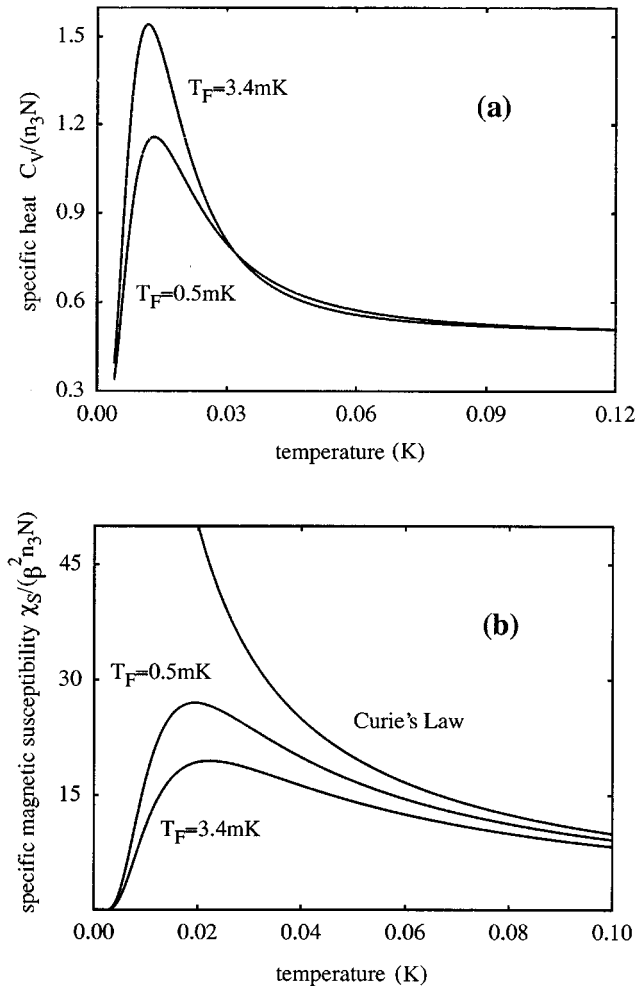 1.5
T_F=3.4mK
(a)
1.2
specific heat C_V/(n_3N)
0.9
T_F=0.5mK
0.6
0.3
0.00 0.03 0.06 0.09 0.12
temperature (K)
45
specific magnetic susceptibility χ_S/(β^2n_3N)
(b)
T_F=0.5mK
30
Curie's Law
15
T_F=3.4mK
0.00 0.02 0.04 0.06 0.08 0.10
temperature (K)